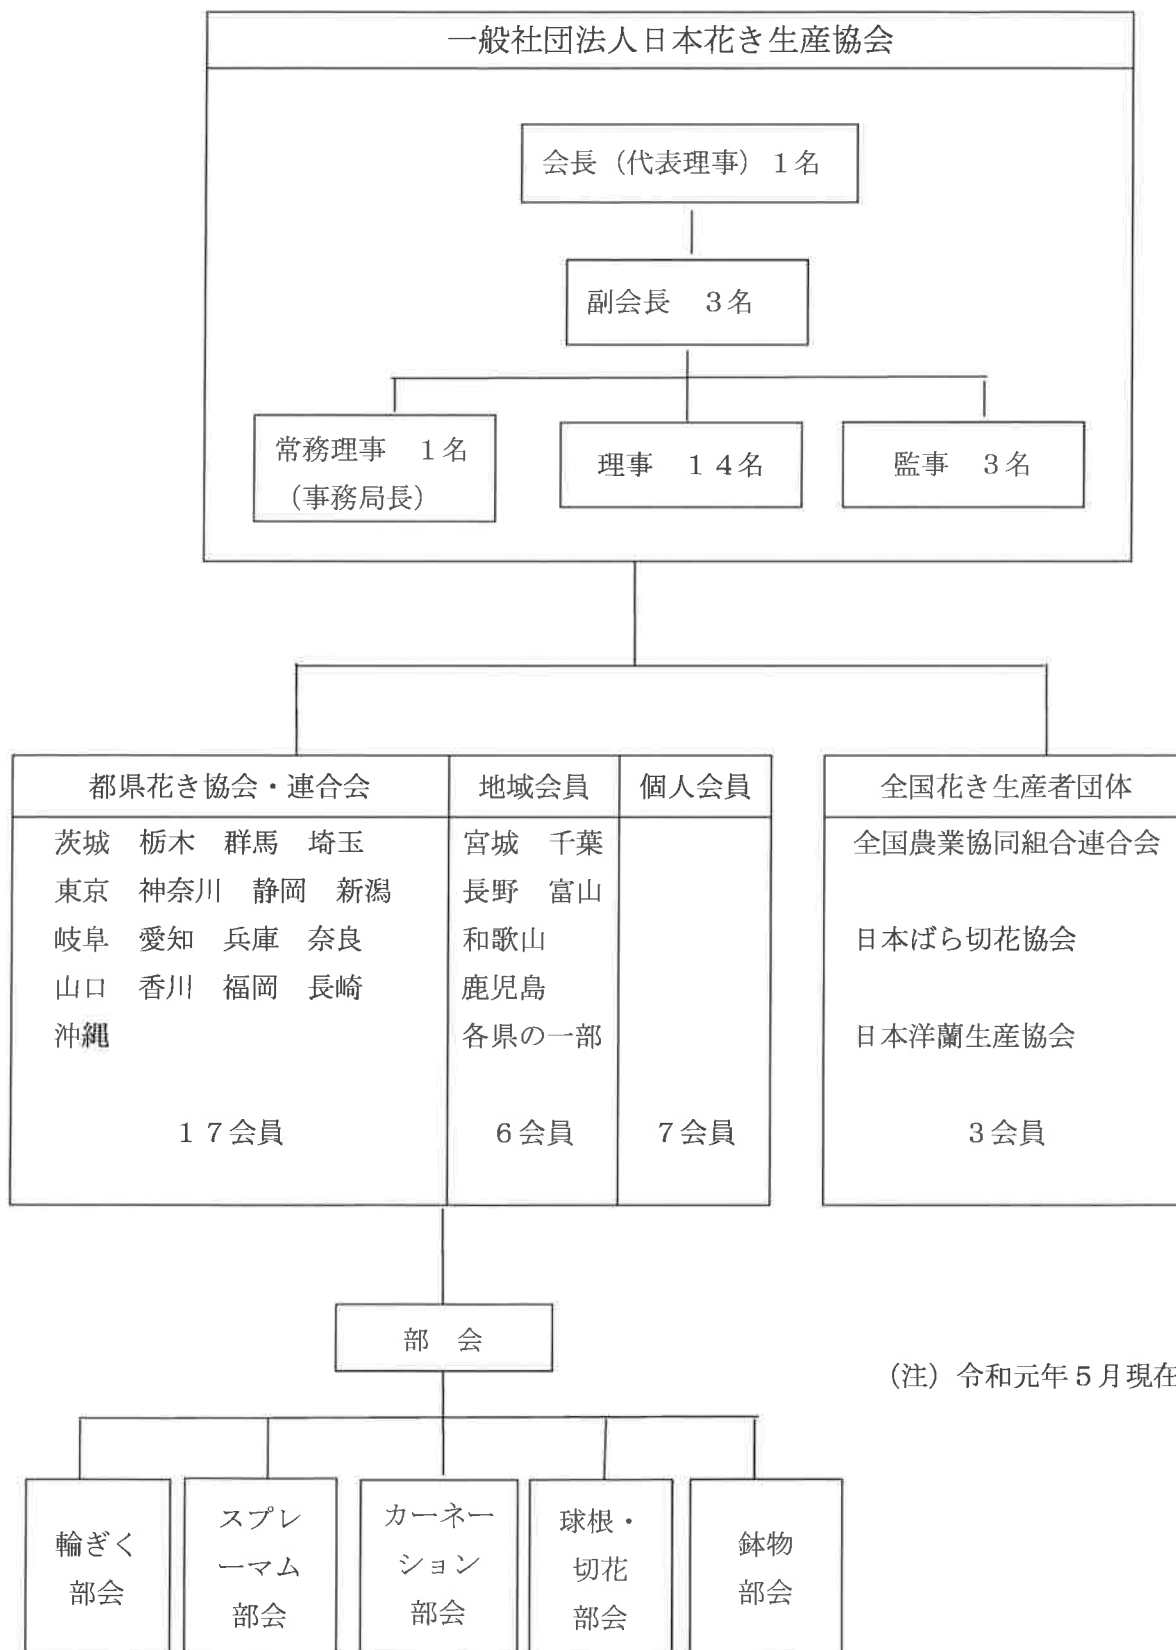 一般社団法人日本花き生産協会
会長（代表理事）１名
副会長　３名
常務理事　１名
（事務局長）
理事　１４名
監事　３名
都県花き協会・連合会
茨城　栃木　群馬　埼玉
東京　神奈川　静岡　新潟
岐阜　愛知　兵庫　奈良
山口　香川　福岡　長崎
沖縄
１７会員
地域会員
宮城　千葉
長野　富山
和歌山
鹿児島
各県の一部
６会員
個人会員
７会員
全国花き生産者団体
全国農業協同組合連合会
日本ばら切花協会
日本洋蘭生産協会
３会員
部　会
（注）令和元年５月現在
輪ぎく
部会
スプレ
ーマム
部会
カーネー
ション
部会
球根・
切花
部会
鉢物
部会